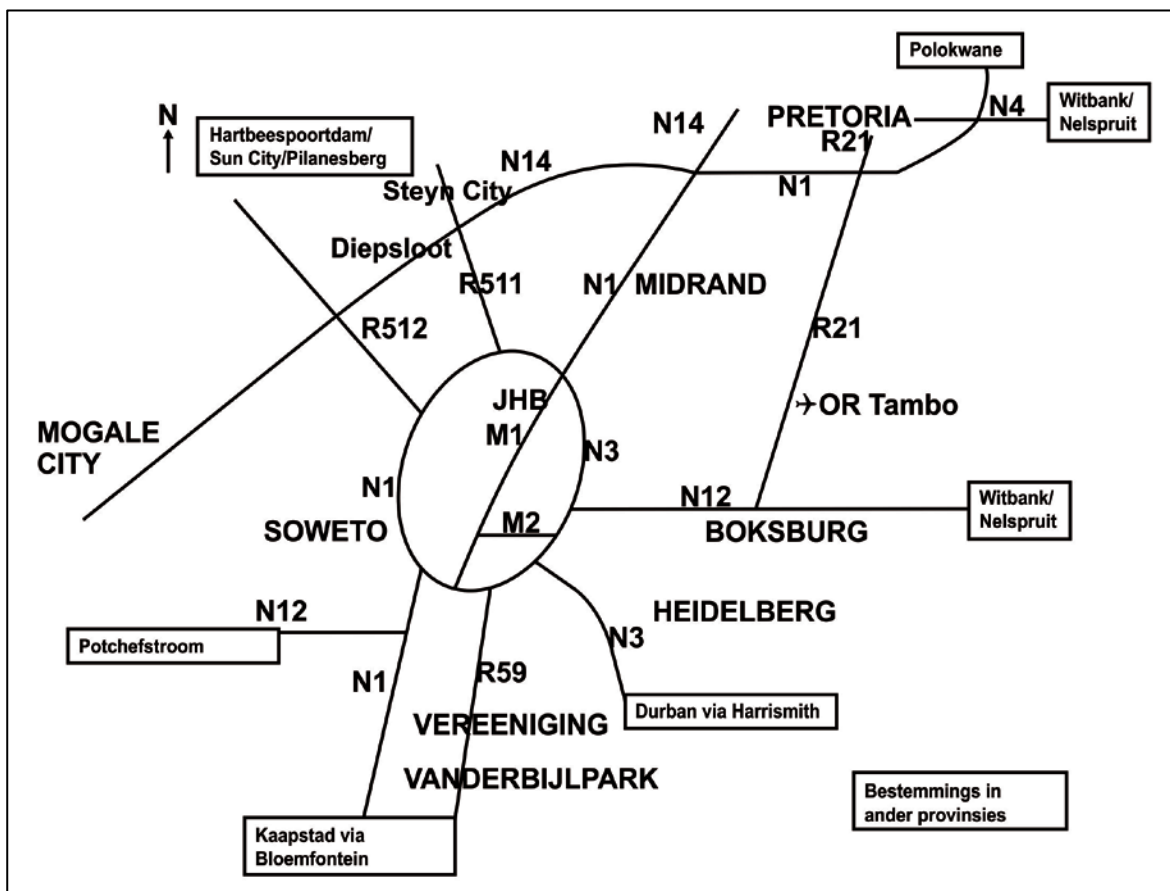 Polokwane
N
Hartbeespoortdam/
Sun City/Pilanesberg
N14
PRETORIA
N4
Witbank/
Nelspruit
R21
N14
Steyn City
N1
Diepsloot
R511
N1
MIDRAND
R512
R21
JHB
OR Tambo
MOGALE
CITY
M1
N3
N1
N12
Witbank/
Nelspruit
SOWETO
M2
BOKSBURG
N12
HEIDELBERG
Potchefstroom
N3
N1
R59
Durban via Harrismith
VEREENIGING
VANDERBIJLPARK
Bestemmings in
ander provinsies
Kaapstad via
Bloemfontein